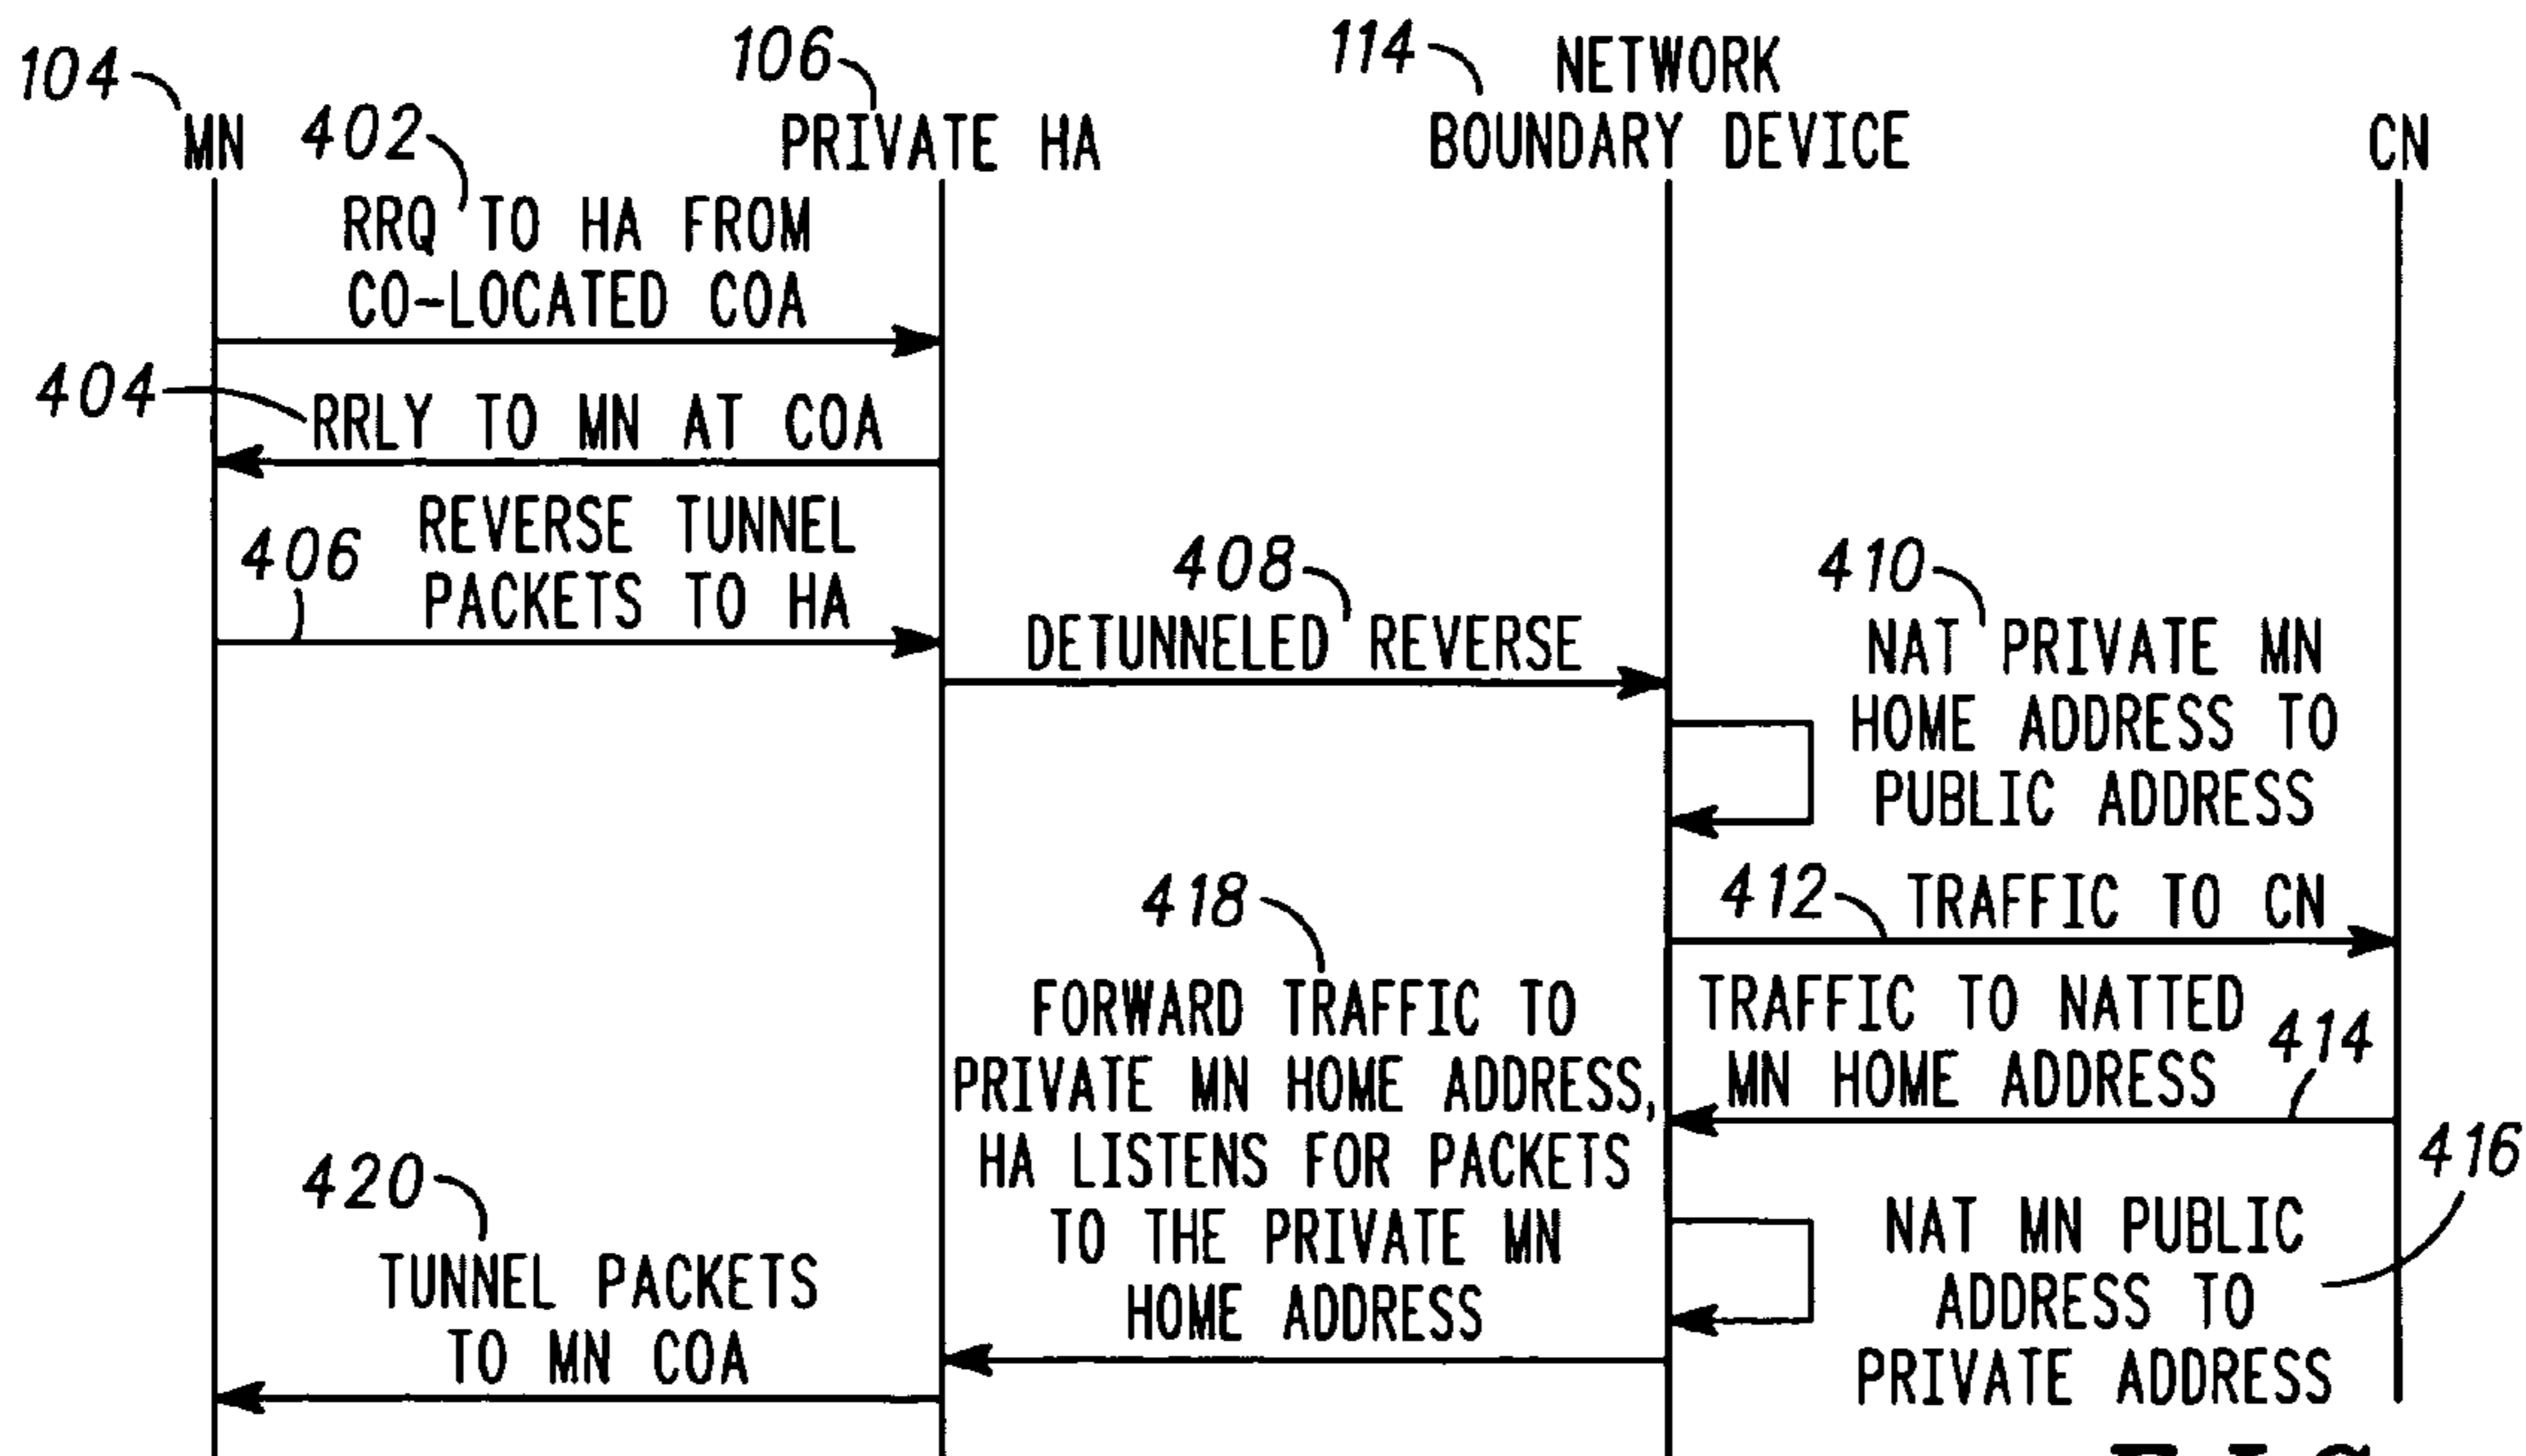 104
106
114
NETWORK
MN
402
PRIVATE HA
BOUNDARY DEVICE
CN
RRQ TO HA FROM
CO-LOCATED COA
404
RRLY TO MN AT COA
REVERSE TUNNEL
PACKETS TO HA
406
408
DETUNNELED REVERSE
410
NAT PRIVATE MN
HOME ADDRESS TO
PUBLIC ADDRESS
412
TRAFFIC TO CN
TRAFFIC TO NATTED
MN HOME ADDRESS
414
416
NAT MN PUBLIC
ADDRESS TO
PRIVATE ADDRESS
418
FORWARD TRAFFIC TO
PRIVATE MN HOME ADDRESS,
HA LISTENS FOR PACKETS
TO THE PRIVATE MN
HOME ADDRESS
420
TUNNEL PACKETS
TO MN COA